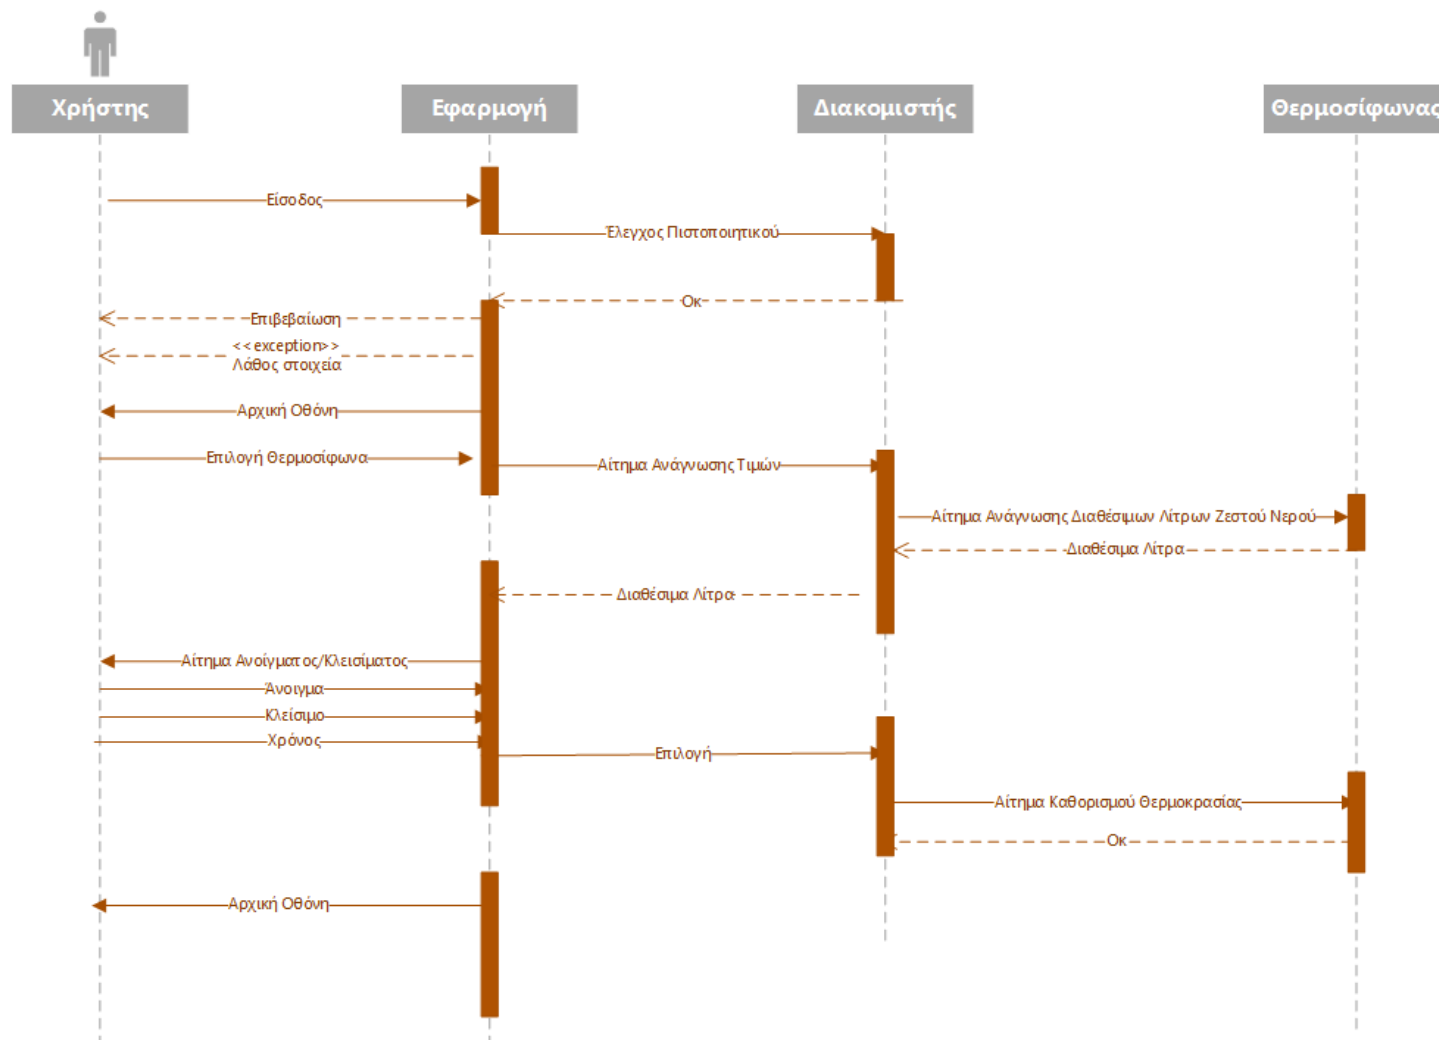 Χρήστης
Εφαρμογή
Διακομιστής
Θερμοσίφωνας
Είσοδος
Έλεγχος Πιστοποιητικού
Οκ
Επιβεβαίωση
<<exception>>
Λάθος στοιχεία
Αρχική Οθόνη
Επιλογή Θερμοσίφωνα
Αίτημα Ανάγνωσης Τιμών
Αίτημα Ανάγνωσης Διαθέσιμων Λίτρων Ζεστού Νερού
Διαθέσιμα Λίτρα
Διαθέσιμα Λίτρα
Αίτημα Ανοίγματος/Κλεισίματος
Άνοιγμα
Κλείσιμο
Χρόνος
Επιλογή
Αίτημα Καθορισμού Θερμοκρασίας
Οκ
Αρχική Οθόνη